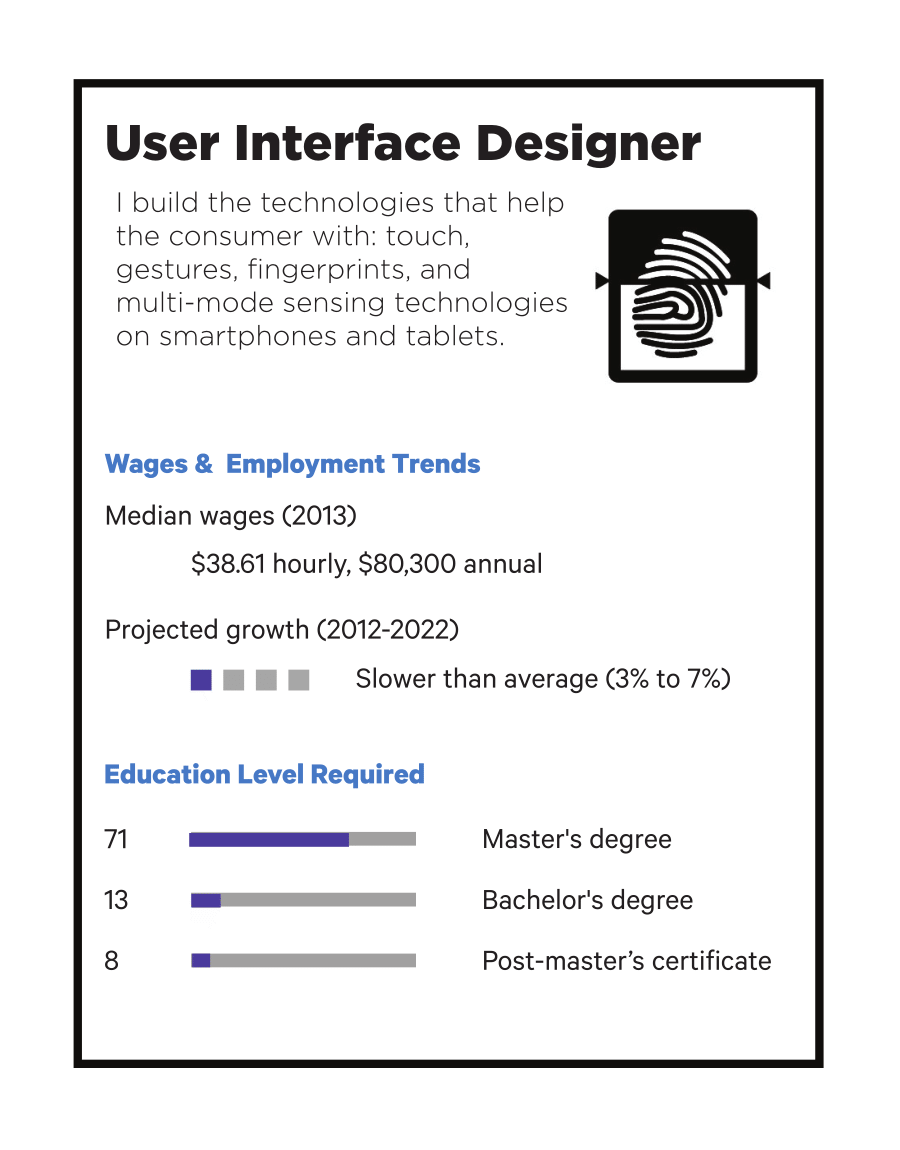 User Interface Designer
I build the technologies that help
the consumer with: touch,
gestures, fingerprints, and
multi-mode sensing technologies
on smartphones and tablets.
Wages &  Employment Trends
Median wages (2013)
$38.61 hourly, $80,300 annual
Projected growth (2012-2022)
Slower than average (3% to 7%)
Education Level Required
71 Master's degree
13 Bachelor's degree
8 Post-master’s certificate